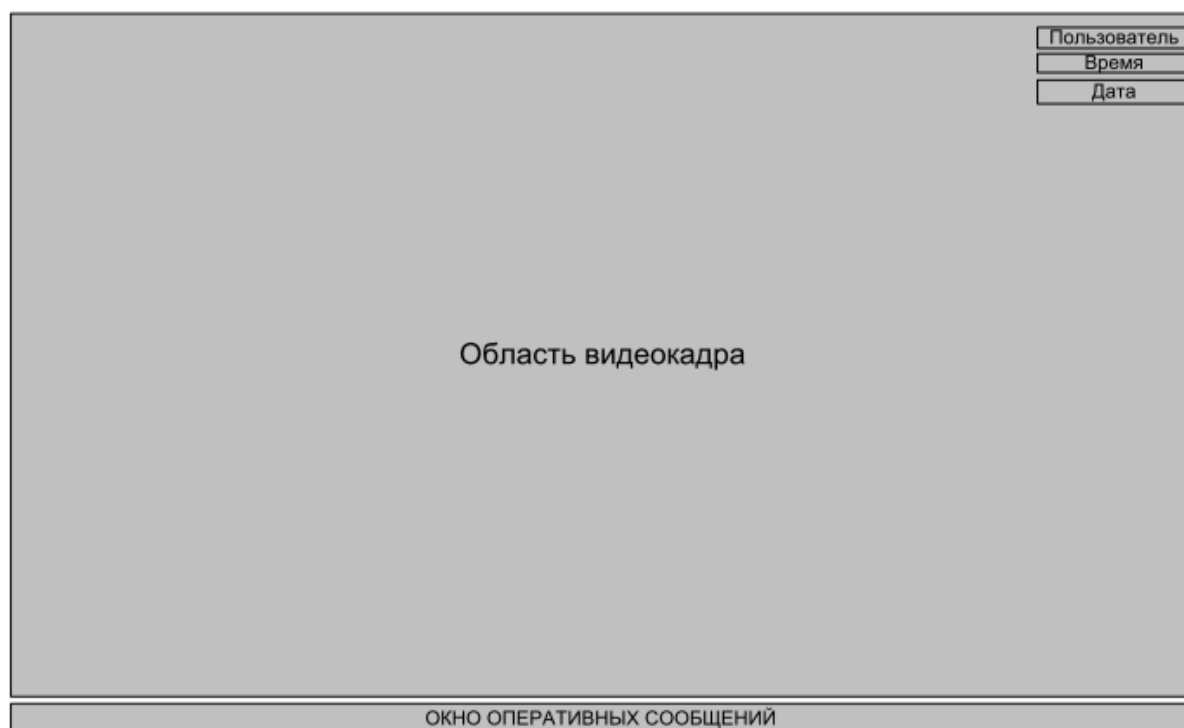 Пользователь
Время
Дата
Область видеокадра
ОКНО ОПЕРАТИВНЫХ СООБЩЕНИЙ